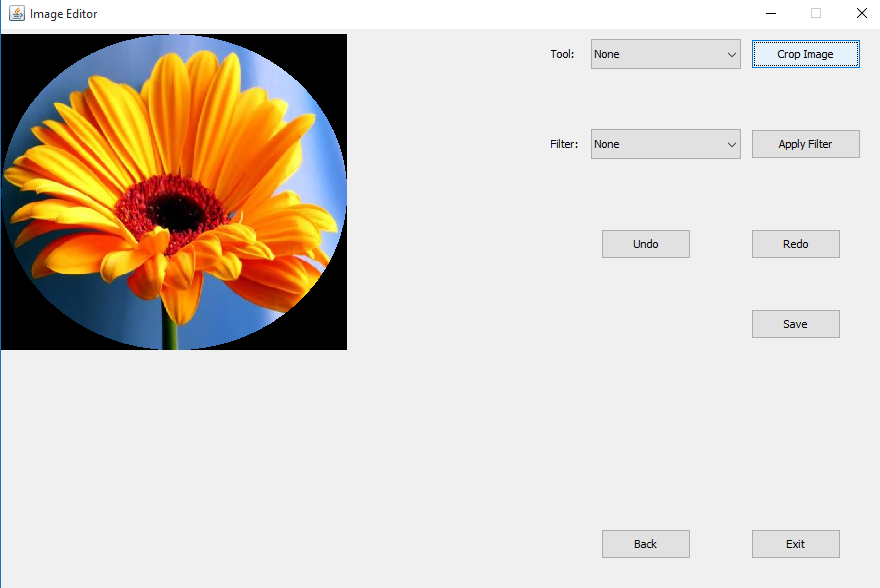 Image Editor
Tool: None Crop Image
Filter: None Apply Filter
Undo Redo
Save
Back Exit